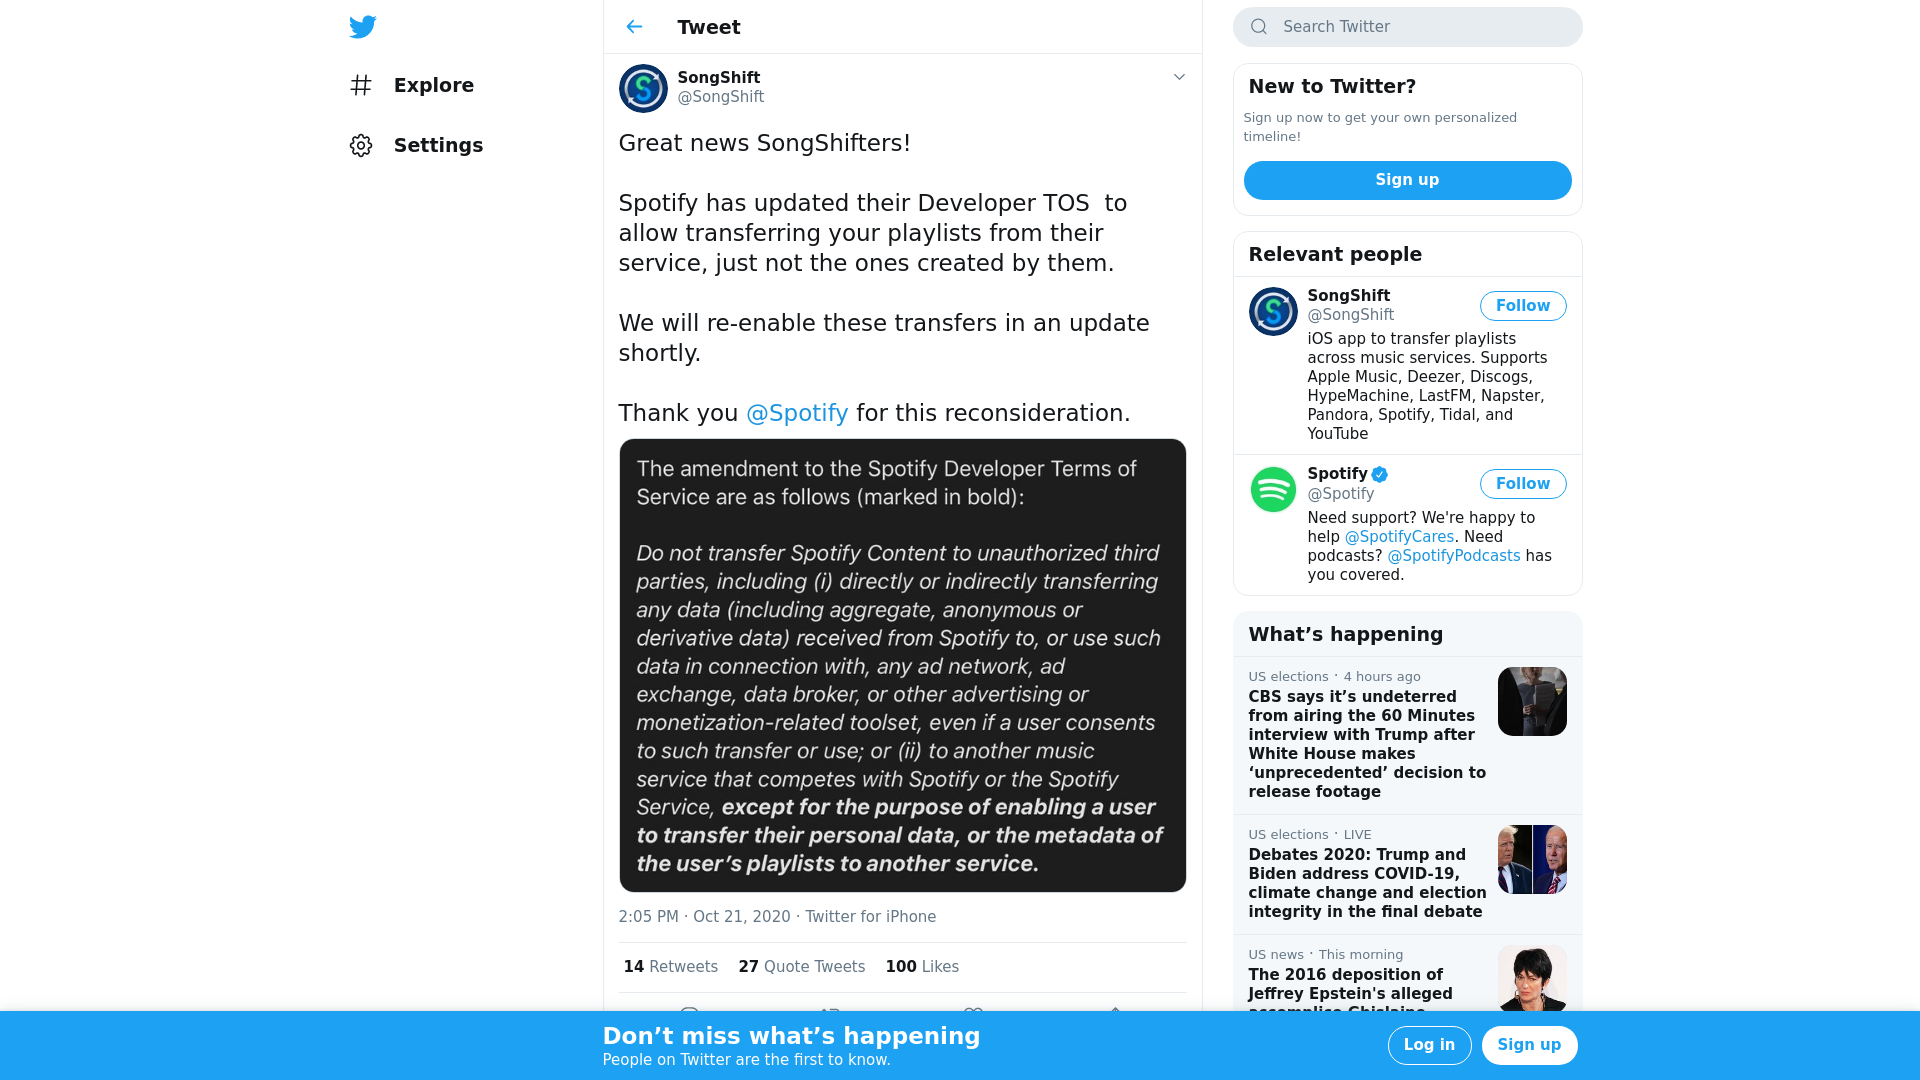 Explore
Settings
Tweet
SongShift
@SongShift
Great news SongShifters!
Spotify has updated their Developer TOS  to
allow transferring your playlists from their
service, just not the ones created by them.
We will re-enable these transfers in an update
shortly.
Thank you @Spotify for this reconsideration.
The amendment to the Spotify Developer Terms of
Service are as follows (marked in bold):
Do not transfer Spotify Content to unauthorized third
parties, including (i) directly or indirectly transferring
any data (including aggregate, anonymous or
derivative data) received from Spotify to, or use such
data in connection with, any ad network, ad
exchange, data broker, or other advertising or
monetization-related toolset, even if a user consents
to such transfer or use; or (ii) to another music
service that competes with Spotify or the Spotify
Service, except for the purpose of enabling a user
to transfer their personal data, or the metadata of
the user’s playlists to another service.
2:05 PM · Oct 21, 2020 · Twitter for iPhone
14 Retweets 27 Quote Tweets 100 Likes
Search Twitter
New to Twitter?
Sign up now to get your own personalized
timeline!
Sign up
Relevant people
SongShift
@SongShift
Follow
iOS app to transfer playlists
across music services. Supports
Apple Music, Deezer, Discogs,
HypeMachine, LastFM, Napster,
Pandora, Spotify, Tidal, and
YouTube
Spotify
@Spotify
Follow
Need support? We're happy to
help @SpotifyCares. Need
podcasts? @SpotifyPodcasts has
you covered.
What’s happening
US elections · 4 hours ago
CBS says it’s undeterred
from airing the 60 Minutes
interview with Trump after
White House makes
‘unprecedented’ decision to
release footage
US elections · LIVE
Debates 2020: Trump and
Biden address COVID-19,
climate change and election
integrity in the final debate
US news · This morning
The 2016 deposition of
Jeffrey Epstein's alleged
accomplice Ghislaine
Don’t miss what’s happening
People on Twitter are the first to know.
Log in
Sign up